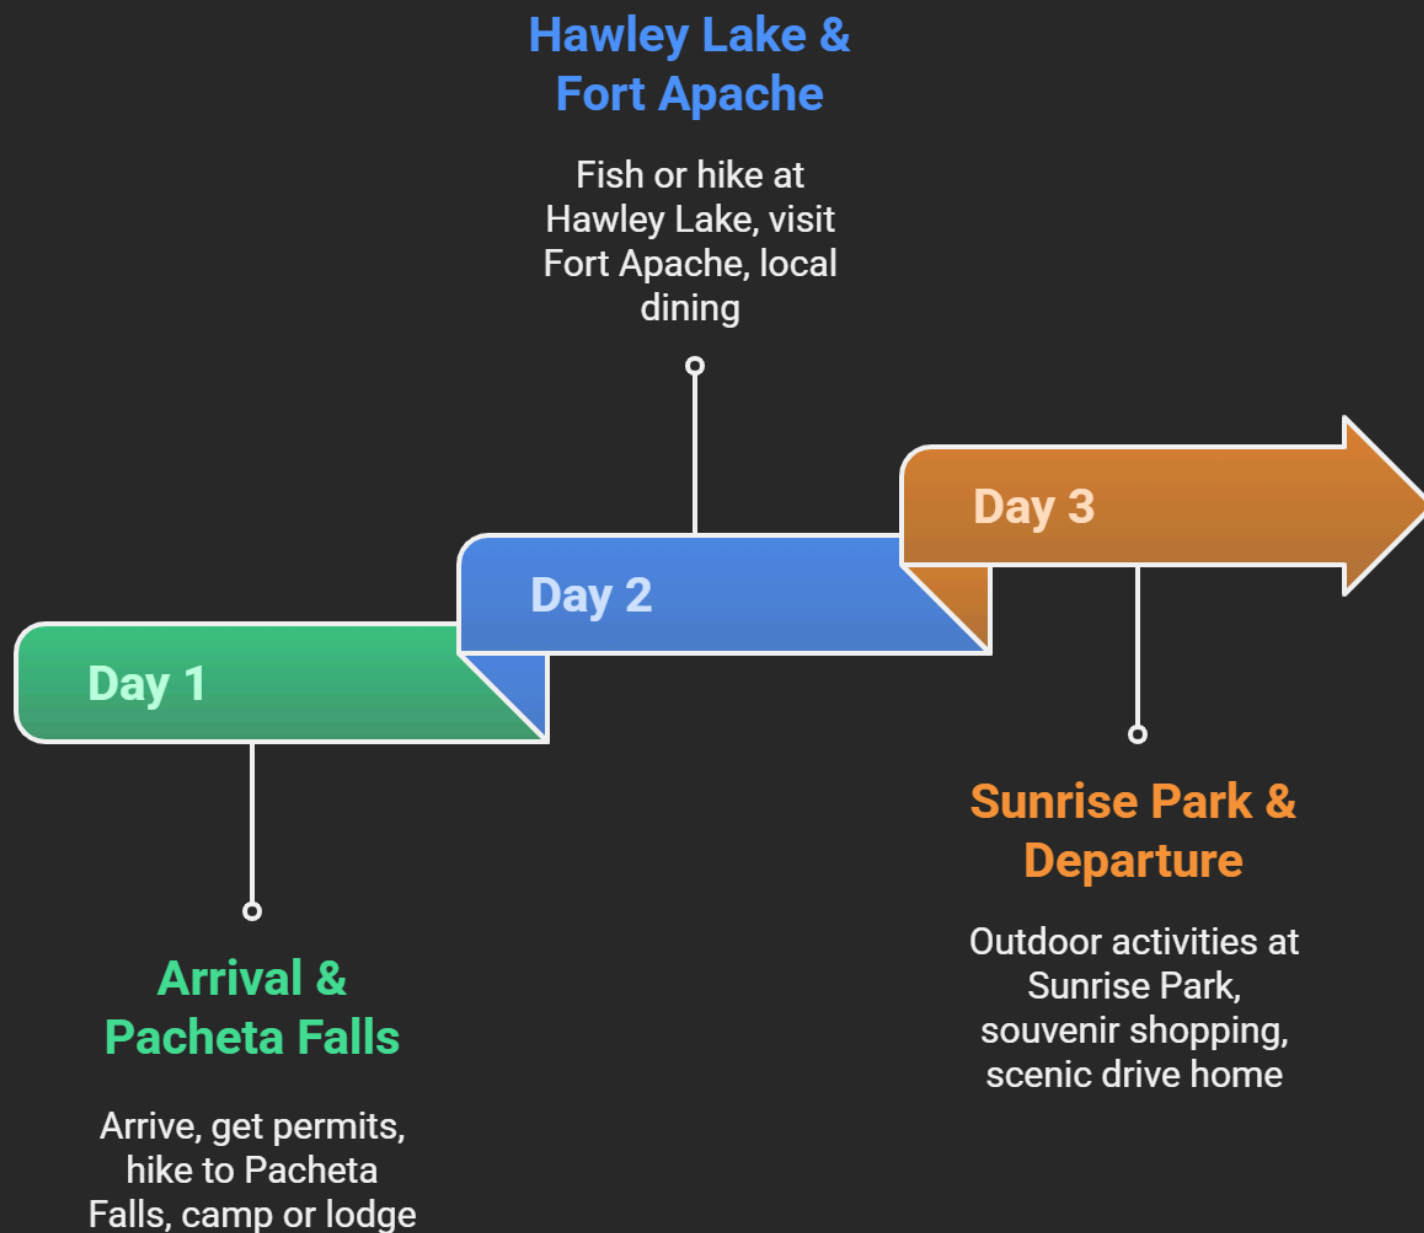 Hawley Lake &
Fort Apache
Fish or hike at
Hawley Lake, visit
Fort Apache, local
dining
Day 3
Day 2
Day 1
Sunrise Park &
Departure
Outdoor activities at
Sunrise Park,
souvenir shopping,
scenic drive home
Arrival &
Pacheta Falls
Arrive, get permits,
hike to Pacheta
Falls, camp or lodge